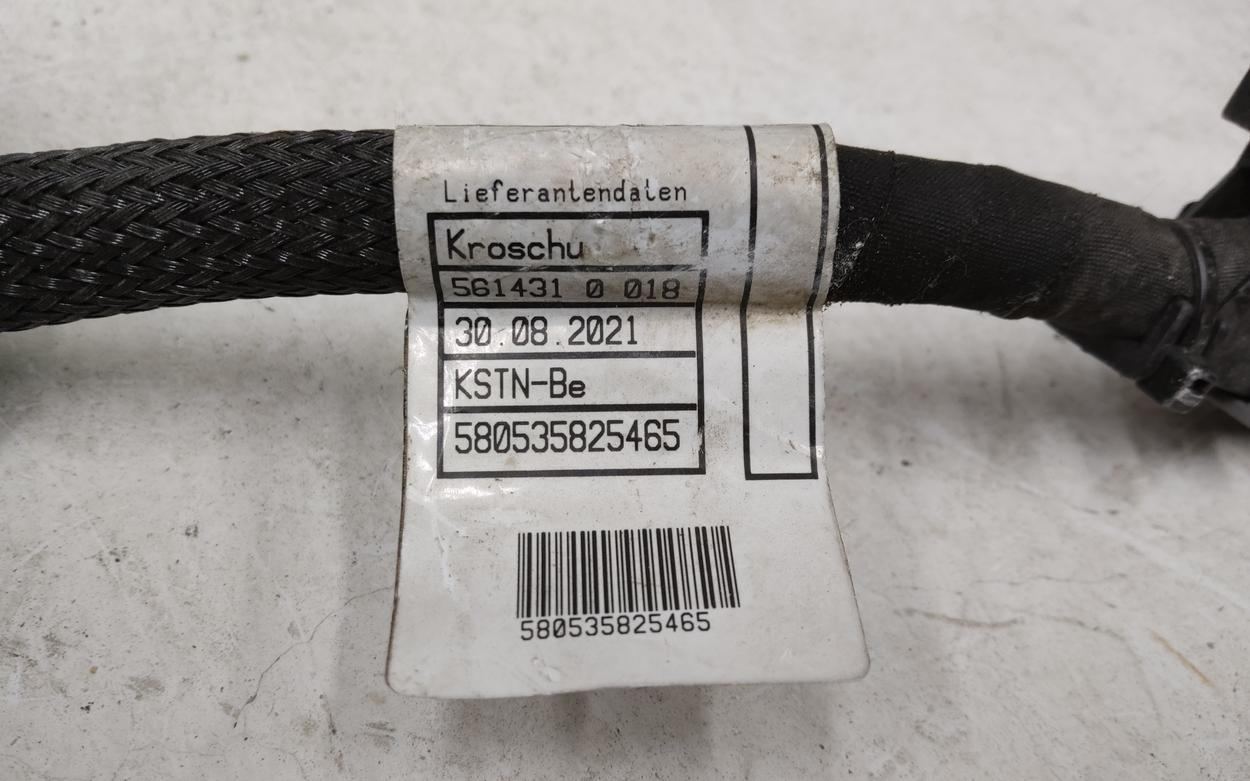 Lieferantendaten
Kroschu
561431 0 018
30.08.2021
KSTN-Be
580535825465
580535825465